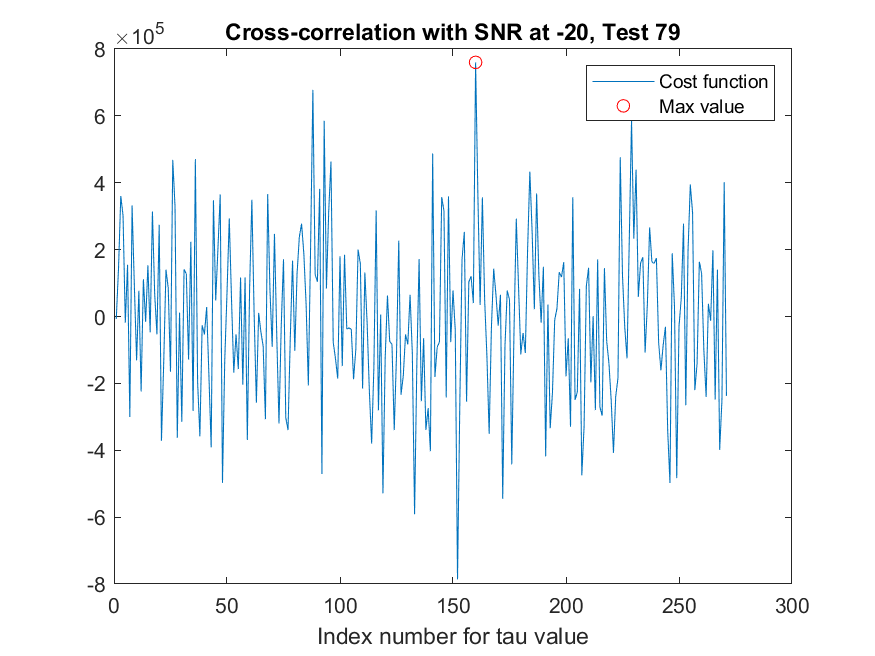 Cross-correlation with SNR at -20, Test 79
×10^5
Cost function
Max value
8
6
4
2
0
-2
-4
-6
-8
0 50 100 150 200 250 300
Index number for tau value